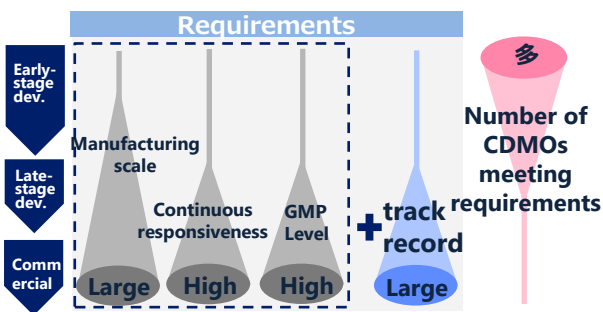 Requirements
Early-
stage
dev.
Late-
stage
dev.
Comm
ercial
Manufacturing
scale
Continuous
responsiveness
GMP
Level
+
track
record
Large
High
High
Large
多
Number of
CDMOs
meeting
requirements